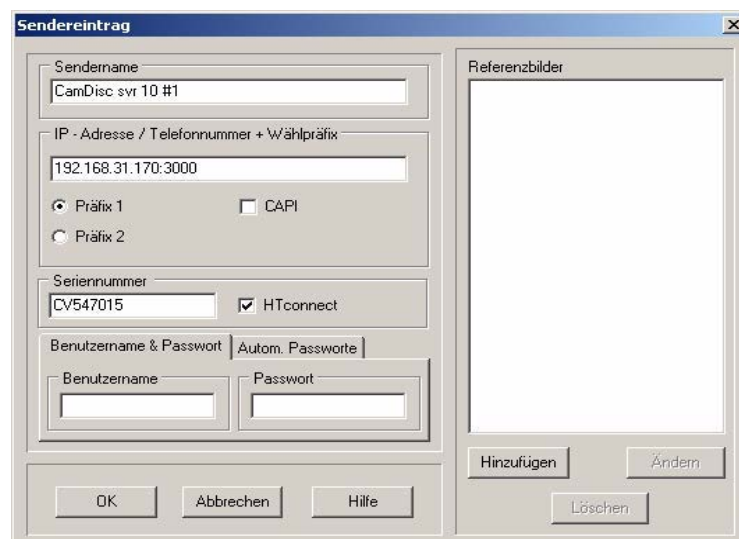 Sendereintrag
Sendername
CamDisc svr 10 #1
IP - Adresse / Telefonnummer + Wählpräfix
192.168.31.170:3000
Präfix 1
CAPI
Präfix 2
Seriennummer
CV547015
HTconnect
Benutzername & Passwort
Autom. Passworte
Benutzername
Passwort
OK
Abbrechen
Hilfe
Referenzbilder
Hinzufügen
Ändern
Löschen